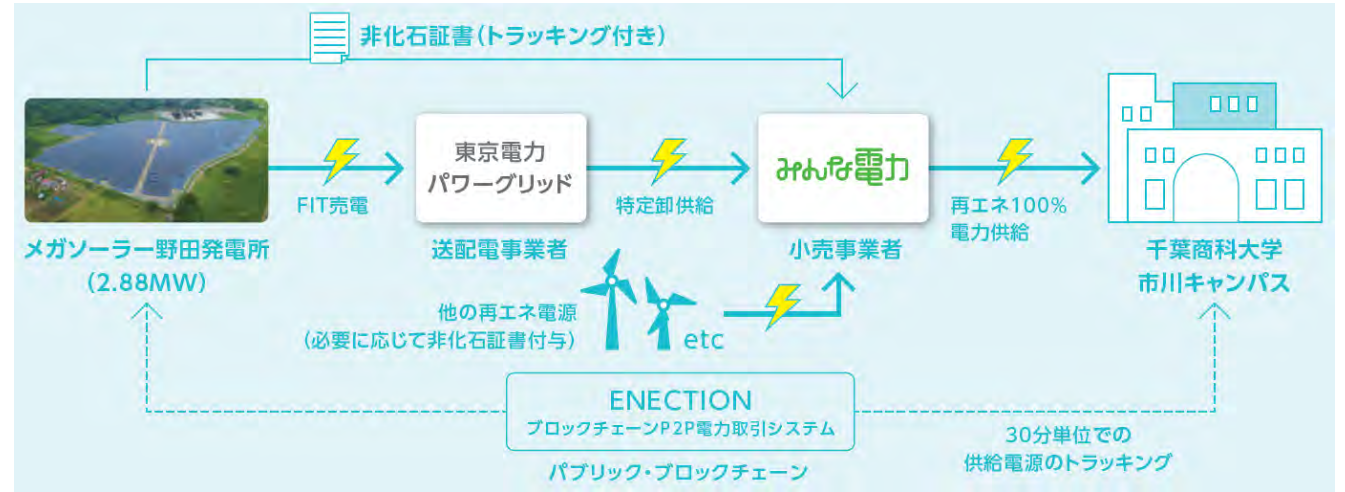 非化石証書(トラッキング付き)
東京電力
パワーグリッド
みんな電力
FIT売電
特定卸供給
再エネ100%
電力供給
メガソーラー野田発電所
(2.88MW)
送配電事業者
小売事業者
千葉商科大学
市川キャンパス
他の再エネ電源
(必要に応じて非化石証書付与)
etc
ENECTION
ブロックチェーンP2P電力取引システム
パブリック・ブロックチェーン
30分単位での
供給電源のトラッキング